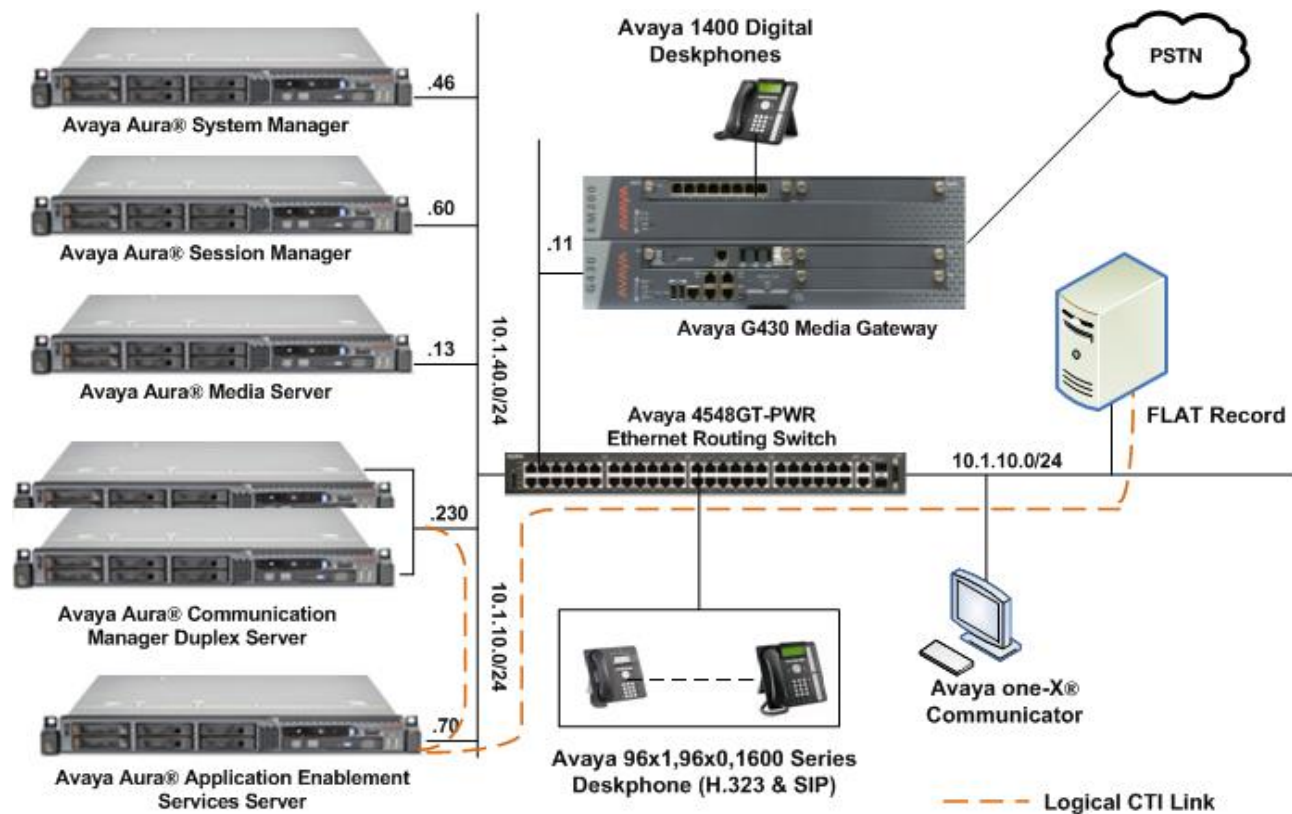 Avaya 1400 Digital
Deskphones
PSTN
.46
Avaya Aura® System Manager
.60
Avaya Aura® Session Manager
EM200
AVAYA
.11
G430
AVAYA
Avaya G430 Media Gateway
.13
Avaya Aura® Media Server
10.1.40.0/24
Avaya 4548GT-PWR
Ethernet Routing Switch
FLAT Record
10.1.10.0/24
.230
Avaya Aura® Communication
Manager Duplex Server
10.1.10.0/24
.70
Avaya Aura® Application Enablement
Services Server
Avaya 96x1,96x0,1600 Series
Deskphone (H.323 & SIP)
Avaya one-X®
Communicator
Logical CTI Link